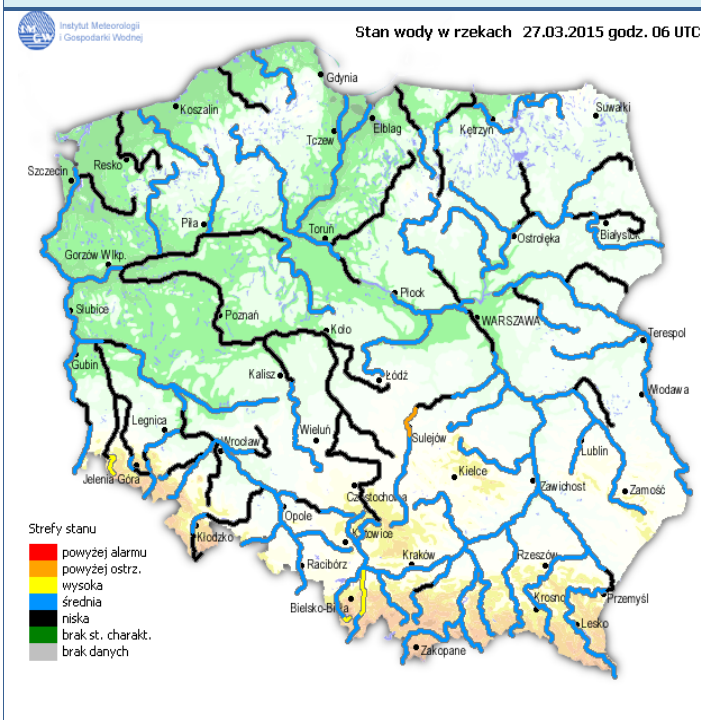 Instytut Meteorologii
i Gospodarki Wodnej
Stan wody w rzekach 27.03.2015 godz. 06 UTC
Gdynia
Koszalin
Suwałki
Elbląg
Kętrzyn
Tczew
Resko
Szczecin
Piła
Toruń
Ostrołęka
Białystok
Gorzów Wlkp.
Płock
Słubice
Poznań
WARSZAWA
Koło
Terespol
Gubin
Kalisz
Łódź
Włodawa
Legnica
Wieluń
Sulejów
Wrocław
Lublin
Jelenia Góra
Kielce
Zawichost
Zamość
Częstochowa
Opole
Strefy stanu
Kłodzko
Katowice
powyżej alarmu
Racibórz
Kraków
Rzeszów
powyżej ostrz.
wysoka
średnia
Bielsko-Biała
Krosno
Przemyśl
niska
Lesko
brak st. charakt.
Zakopane
brak danych